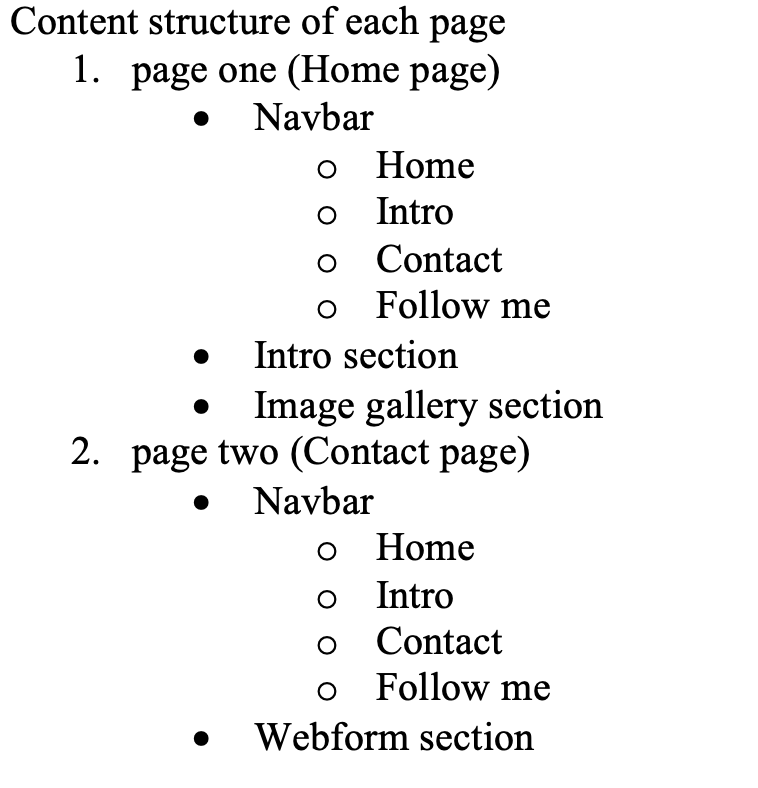 Content structure of each page
1. page one (Home page)
• Navbar
o Home
o Intro
o Contact
o Follow me
• Intro section
• Image gallery section
2. page two (Contact page)
• Navbar
o Home
o Intro
o Contact
o Follow me
• Webform section